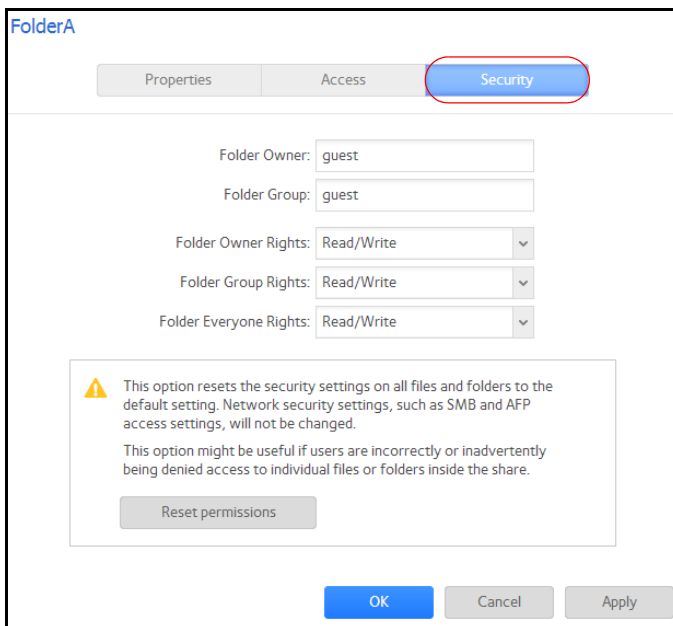 FolderA
Properties Access Security
Folder Owner: guest
Folder Group: guest
Folder Owner Rights: Read/Write
Folder Group Rights: Read/Write
Folder Everyone Rights: Read/Write
This option resets the security settings on all files and folders to the
default setting. Network security settings, such as SMB and AFP
access settings, will not be changed.
This option might be useful if users are incorrectly or inadvertently
being denied access to individual files or folders inside the share.
Reset permissions
OK Cancel Apply